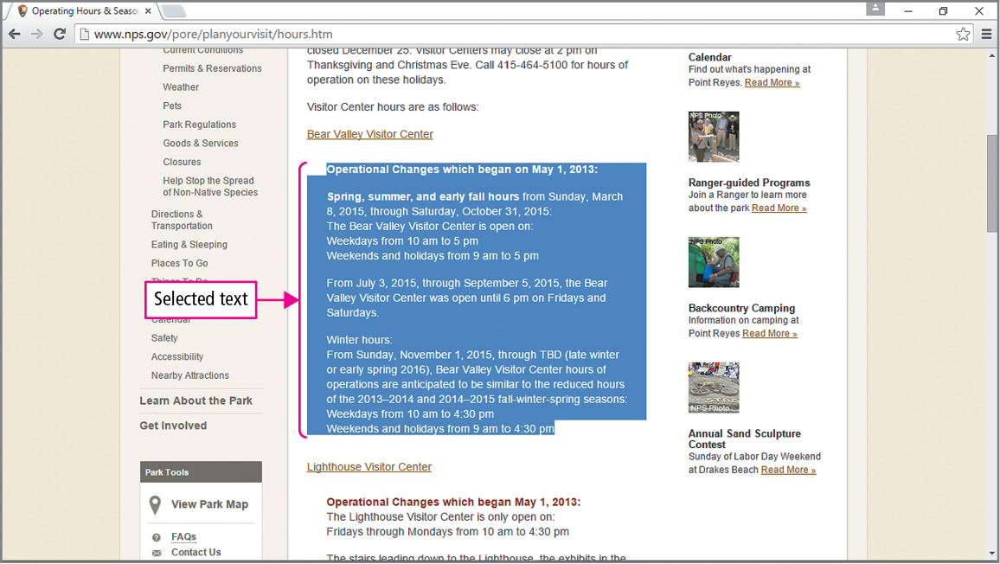 Operating Hours & Seaso
www.nps.gov/pore/planyourvisit/hours.htm
Current Conditions
Permits & Reservations
Weather
Pets
Park Regulations
Goods & Services
Closures
Help Stop the Spread
of Non-Native Species
Directions &
Transportation
Eating & Sleeping
Places To Go
Things To Do
Selected text
Calendar
Safety
Accessibility
Nearby Attractions
Learn About the Park
Get Involved
Park Tools
View Park Map
FAQs
Contact Us
closed December 25. Visitor Centers may close at 2 pm on
Thanksgiving and Christmas Eve. Call 415-464-5100 for hours of
operation on these holidays.
Visitor Center hours are as follows:
Bear Valley Visitor Center
Operational Changes which began on May 1, 2013:
Spring, summer, and early fall hours from Sunday, March
8, 2015, through Saturday, October 31, 2015:
The Bear Valley Visitor Center is open on:
Weekdays from 10 am to 5 pm
Weekends and holidays from 9 am to 5 pm
From July 3, 2015, through September 5, 2015, the Bear
Valley Visitor Center was open until 6 pm on Fridays and
Saturdays.
Winter hours:
From Sunday, November 1, 2015, through TBD (late winter
or early spring 2016), Bear Valley Visitor Center hours of
operations are anticipated to be similar to the reduced hours
of the 2013–2014 and 2014–2015 fall-winter-spring seasons:
Weekdays from 10 am to 4:30 pm
Weekends and holidays from 9 am to 4:30 pm
Lighthouse Visitor Center
Operational Changes which began May 1, 2013:
The Lighthouse Visitor Center is only open on:
Fridays through Mondays from 10 am to 4:30 pm
The stairs leading down to the Lighthouse, the exhibits in the
Calendar
Find out what's happening at
Point Reyes. Read More »
NPS Photo
Ranger-guided Programs
Join a Ranger to learn more
about the park Read More »
NPS Photo
Backcountry Camping
Information on camping at
Point Reyes Read More »
NPS Photo
Annual Sand Sculpture
Contest
Sunday of Labor Day Weekend
at Drakes Beach Read More »